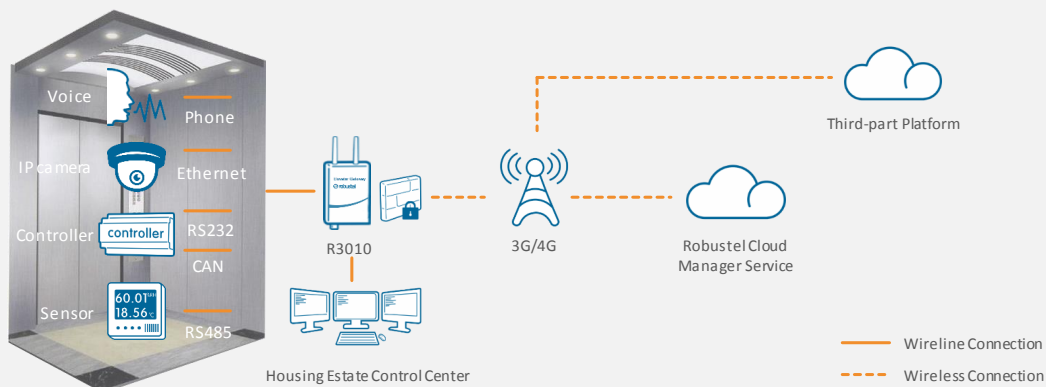 Voice
Phone
IP camera
Ethernet
Controller
controller
RS232
CAN
Sensor
60.01
18.56
RS485
robustel
R3010
3G/4G
Third-part Platform
Robustel Cloud
Manager Service
Housing Estate Control Center
Wireline Connection
Wireless Connection